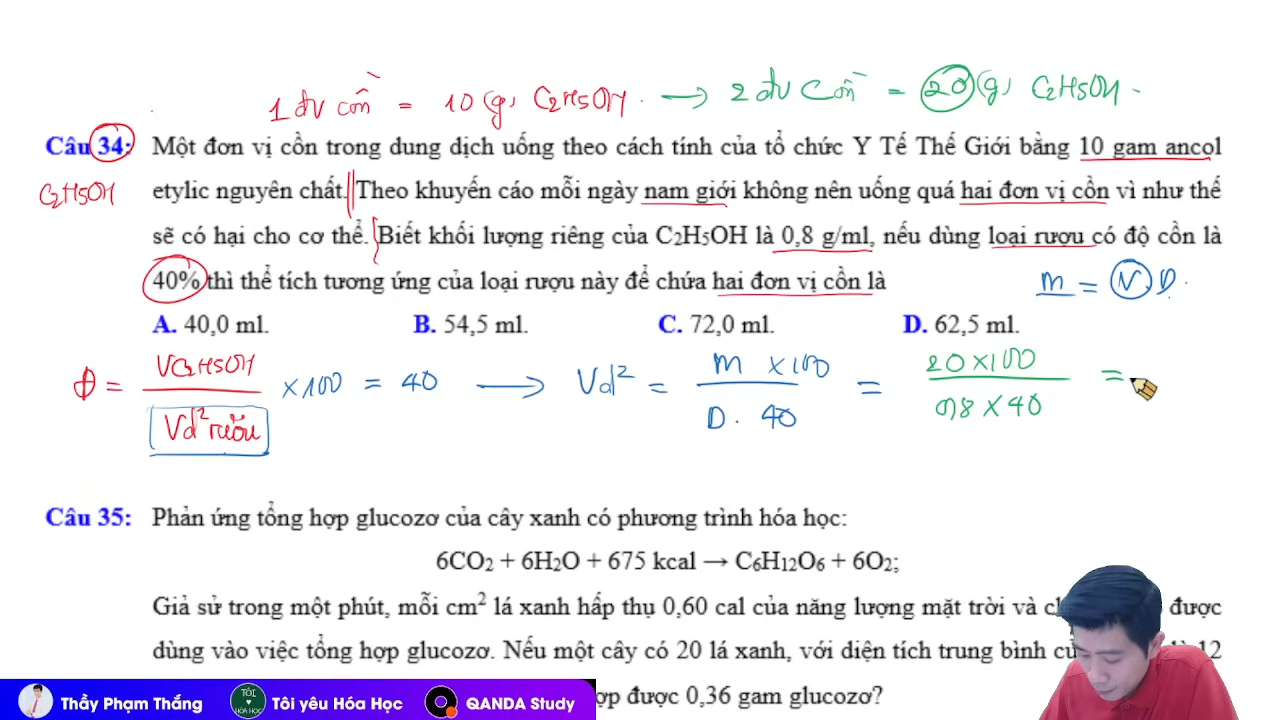 1 đv cồn = 10 (g) C2H5OH → 2 đv cồn = 20 (g) C2H5OH
Câu 34: Một đơn vị cồn trong dung dịch uống theo cách tính của tổ chức Y Tế Thế Giới bằng 10 gam ancol
C2H5OH etylic nguyên chất. Theo khuyến cáo mỗi ngày nam giới không nên uống quá hai đơn vị cồn vì như thế
sẽ có hại cho cơ thể. Biết khối lượng riêng của C2H5OH là 0,8 g/ml, nếu dùng loại rượu có độ cồn là
40% thì thể tích tương ứng của loại rượu này để chứa hai đơn vị cồn là m = V.D
A. 40,0 ml. B. 54,5 ml. C. 72,0 ml. D. 62,5 ml.
Đ = VC2H5OH / Vd² rượu × 100 = 40 → Vd² = m × 100 / D. 40 = 20 × 100 / 0,8 × 40 =
Câu 35: Phản ứng tổng hợp glucozơ của cây xanh có phương trình hóa học:
6CO2 + 6H2O + 675 kcal → C6H12O6 + 6O2;
Giả sử trong một phút, mỗi cm² lá xanh hấp thụ 0,60 cal của năng lượng mặt trời và được
dùng vào việc tổng hợp glucozơ. Nếu một cây có 20 lá xanh, với diện tích trung bình 12
được 0,36 gam glucozơ?
Thầy Phạm Thắng TÔI YÊU HÓA HỌC Tôi yêu Hóa Học QANDA Study